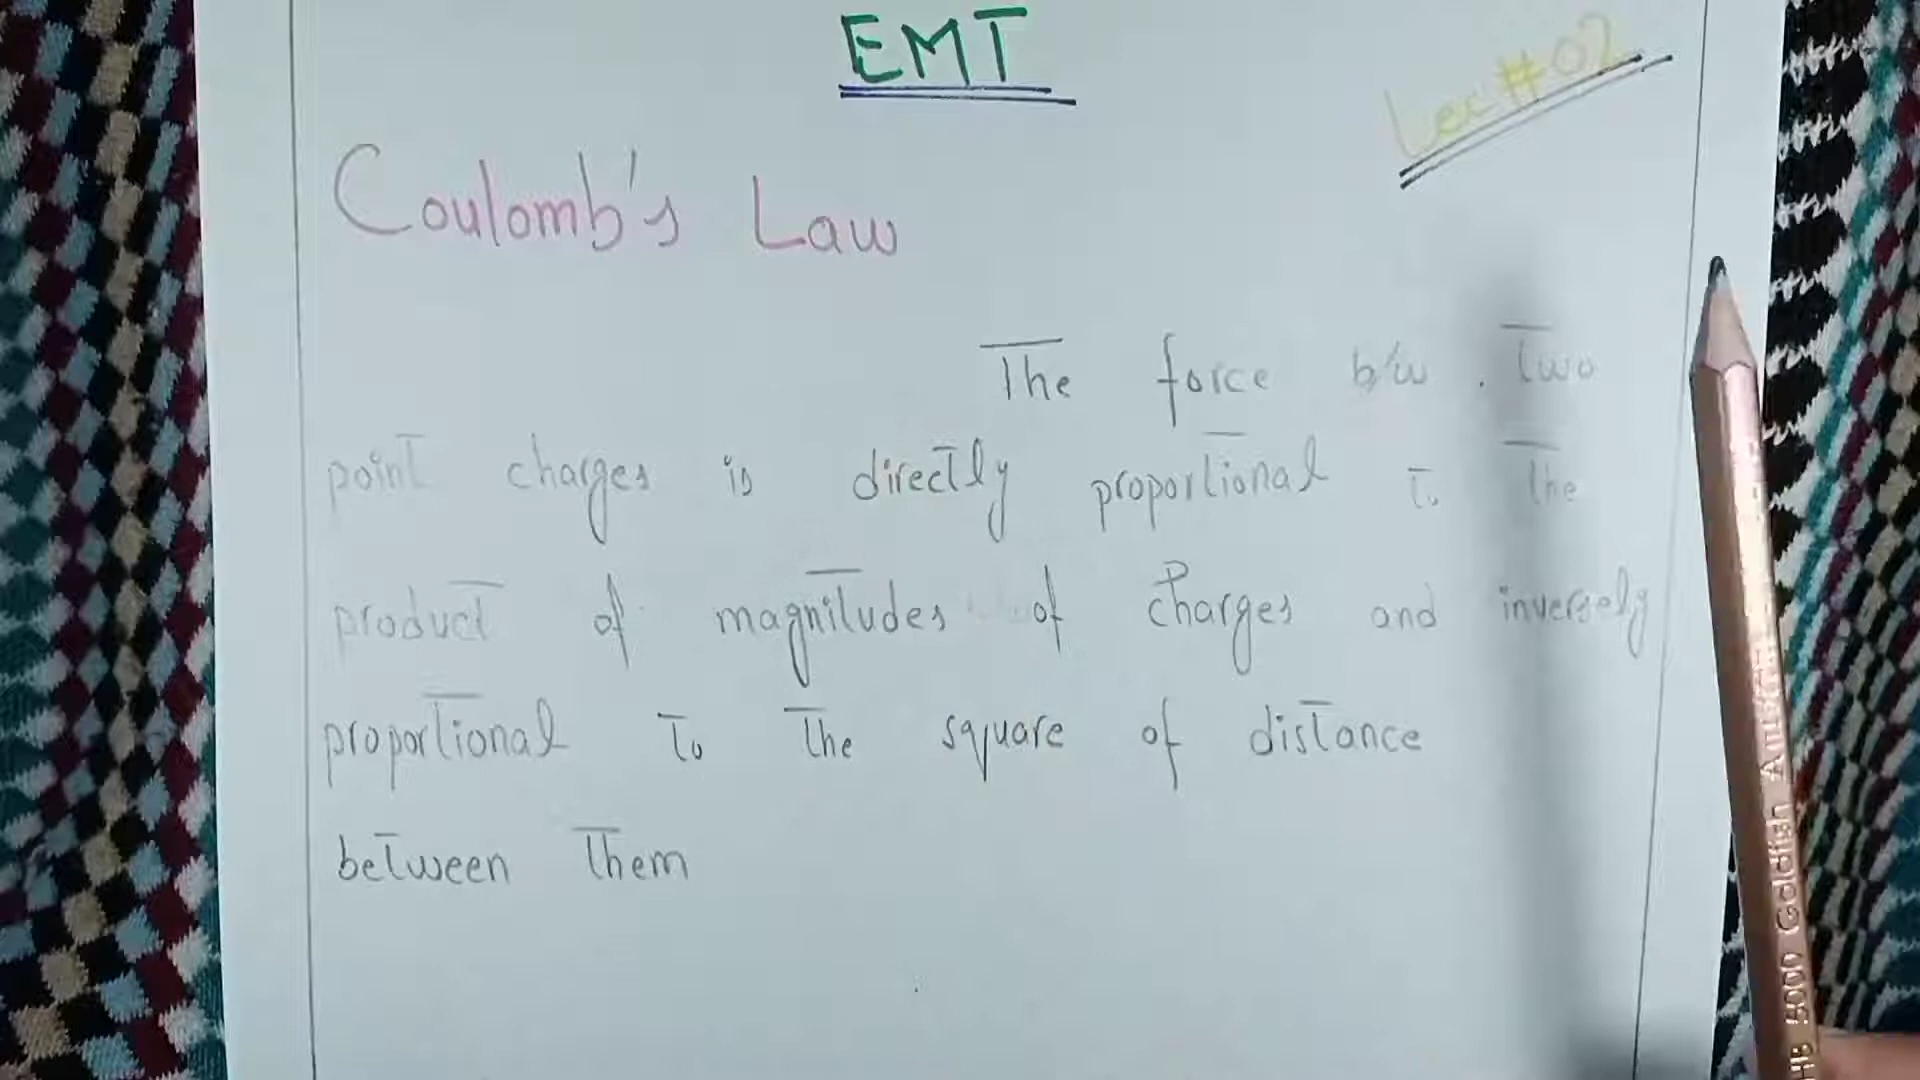 EMT
Lec # 02
Coulomb's Law
The force b/w two
point charges is directly proportional to the
product of magnitudes of charges and inversely
proportional to the square of distance
between them
HB 5000 Goldfish